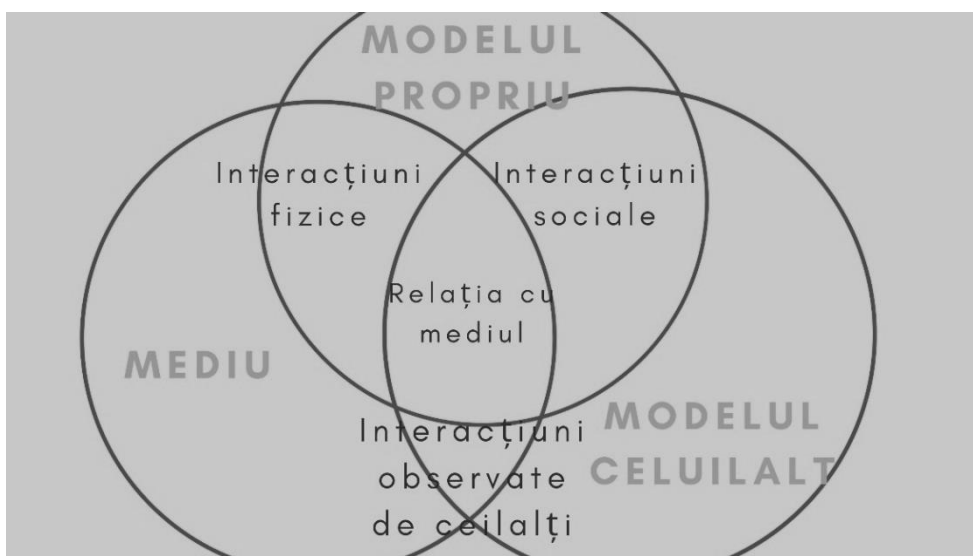 MODELUL
PROPRIU
Interacțiuni
fizice
Interacțiuni
sociale
Relația cu
mediul
MEDIU
MODELUL
CELUILALT
Interacțiuni
observate
de ceilalți